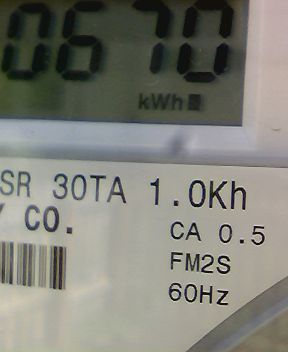 0670
kWh
SR 30TA 1.0Kh
Y CO.
CA 0.5
FM2S
60Hz